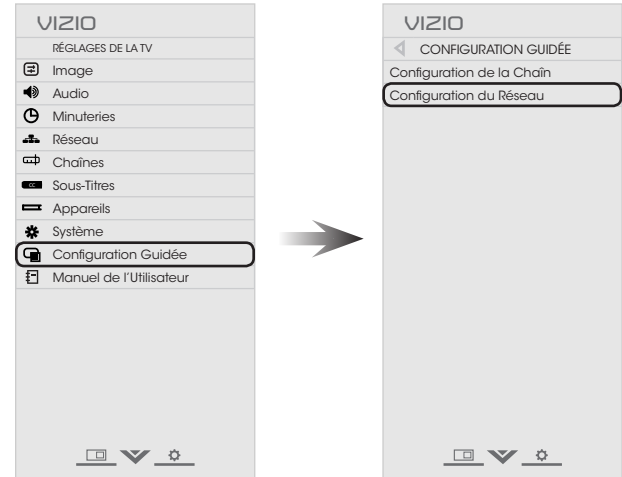 VIZIO
RÉGLAGES DE LA TV
Image
Audio
Minuteries
Réseau
Chaînes
CC
Sous-Titres
Appareils
Système
Configuration Guidée
Manuel de l'Utilisateur
VIZIO
CONFIGURATION GUIDÉE
Configuration de la Chaîn
Configuration du Réseau